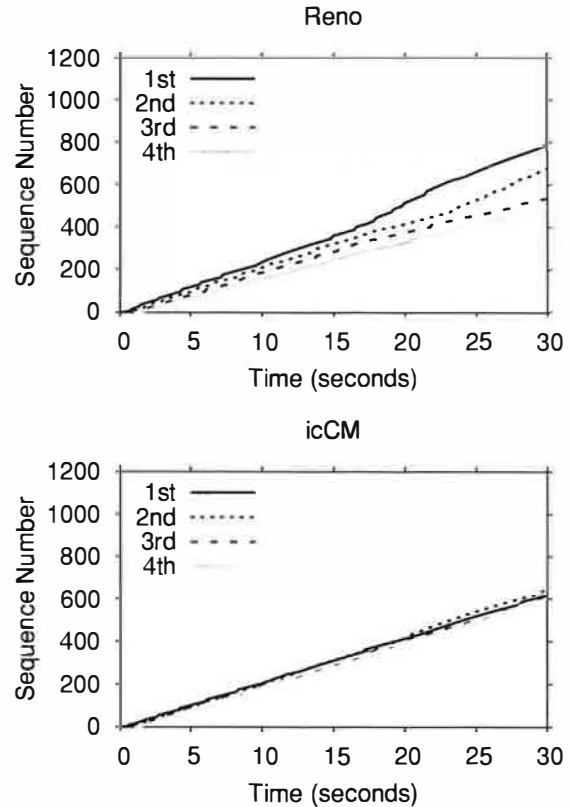 Reno
1200
1000
800
600
400
200
0
Sequence Number
1st
2nd
3rd
4th
0 5 10 15 20 25 30
Time (seconds)
icCM
1200
1000
800
600
400
200
0
Sequence Number
1st
2nd
3rd
4th
0 5 10 15 20 25 30
Time (seconds)